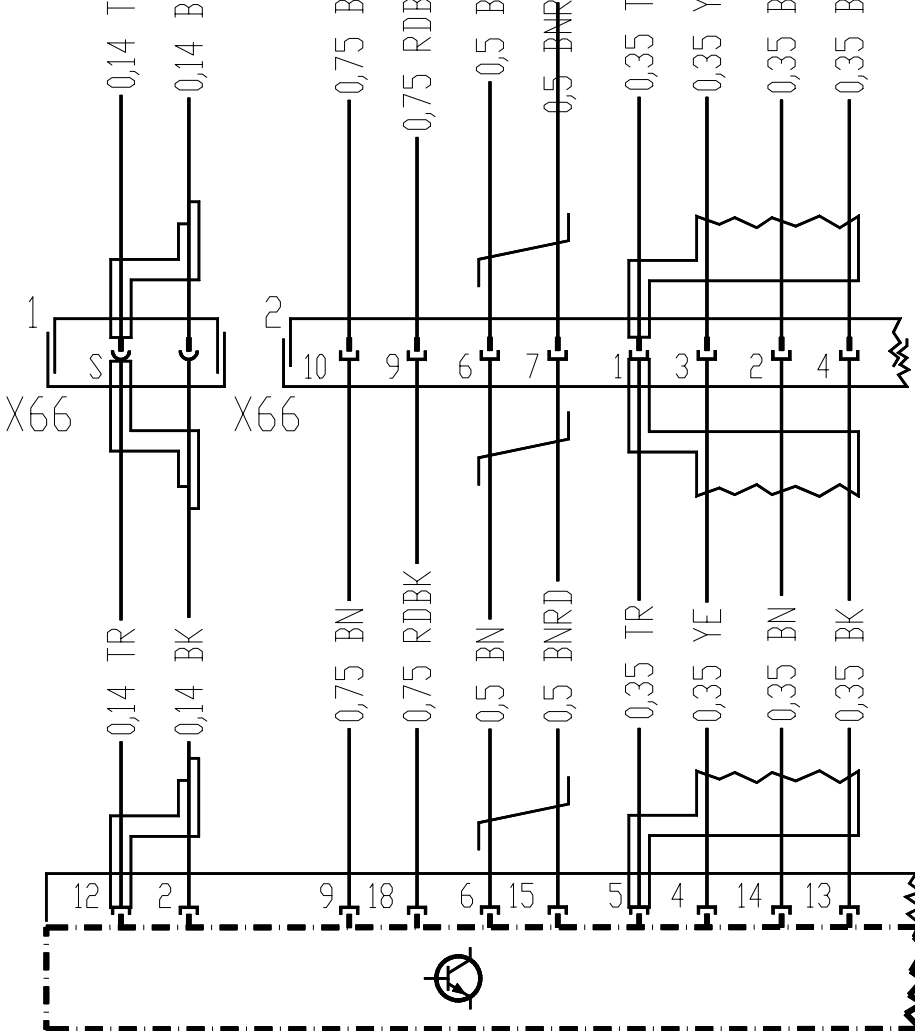 0,14 T
0,14 B
0,75 B
0,75 RDB
0,5 B
0,5 BNR
0,35 T
0,35 Y
0,35 B
0,35 B
1
2
S
10
9
6
7
1
3
2
4
X66
X66
0,14 TR
0,14 BK
0,75 BN
0,75 RDBK
0,5 BN
0,5 BNRD
0,35 TR
0,35 YE
0,35 BN
0,35 BK
12
2
9
18
6
15
5
4
14
13